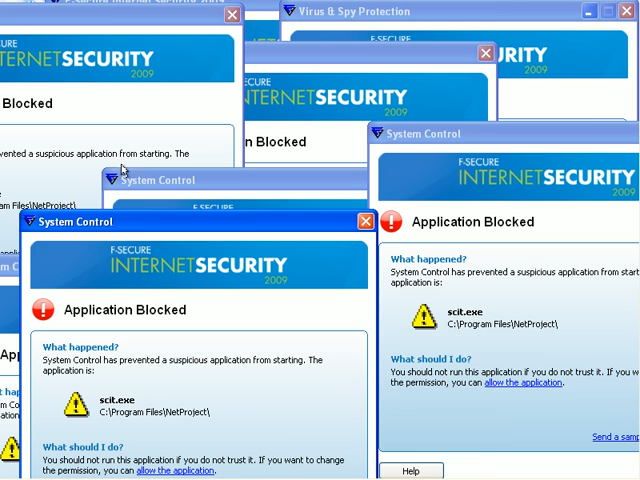 Virus & Spy Protection
F-SECURE
INTERNET SECURITY
2009
Blocked
prevented a suspicious application from starting. The
am Files\NetProject\
INTERNETSECURITY
2009
n Blocked
URITY
2009
System Control
F-SECURE
INTERNETSECURITY
2009
Application Blocked
What happened?
System Control has prevented a suspicious application from start
application is:
scit.exe
C:\Program Files\NetProject\
What should I do?
You should not run this application if you do not trust it. If you w
the permission, you can allow the application.
Send a samp
Help
System Control
F-SECURE
System Control
F-SECURE
INTERNETSECURITY
2009
Application Blocked
What happened?
System Control has prevented a suspicious application from starting. The
application is:
scit.exe
C:\Program Files\NetProject\
What should I do?
You should not run this application if you do not trust it. If you want to change
the permission, you can allow the application.